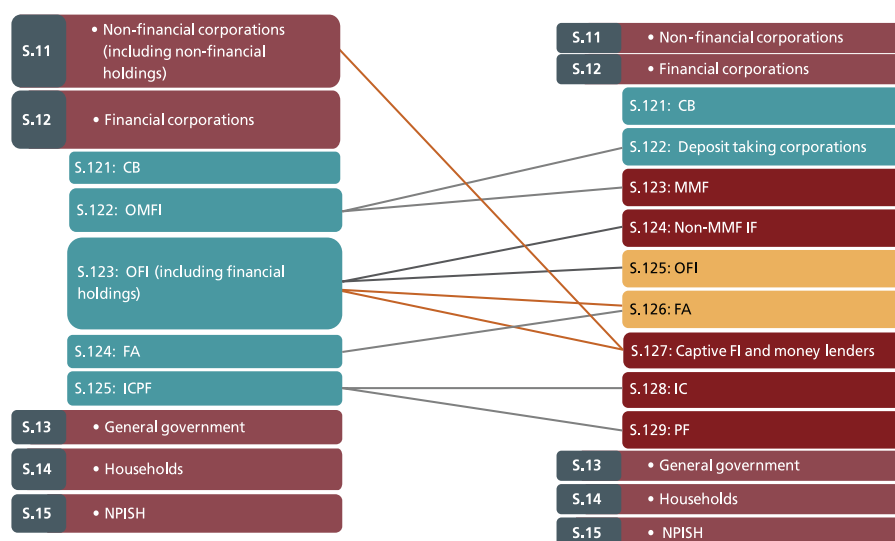 S.11 • Non-financial corporations
(including non-financial
holdings)
S.12 • Financial corporations
S.121: CB
S.122: OMFI
S.123: OFI (including financial
holdings)
S.124: FA
S.125: ICPF
S.13 • General government
S.14 • Households
S.15 • NPISH
S.11 • Non-financial corporations
S.12 • Financial corporations
S.121: CB
S.122: Deposit taking corporations
S.123: MMF
S.124: Non-MMF IF
S.125: OFI
S.126: FA
S.127: Captive FI and money lenders
S.128: IC
S.129: PF
S.13 • General government
S.14 • Households
S.15 • NPISH